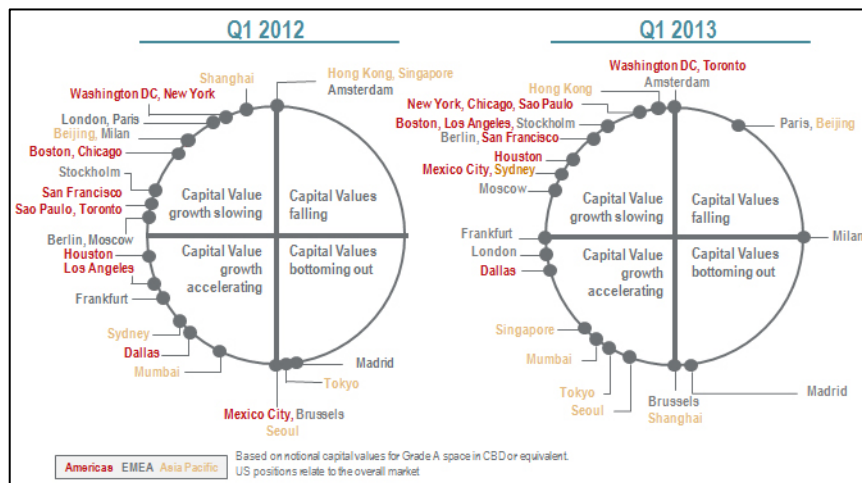 Q1 2012
Shanghai
Hong Kong, Singapore
Amsterdam
Washington DC, New York
London, Paris
Beijing, Milan
Boston, Chicago
Stockholm
San Francisco
Sao Paulo, Toronto
Berlin, Moscow
Houston
Los Angeles
Frankfurt
Sydney
Dallas
Mumbai
Capital Value
growth slowing
Capital Values
falling
Capital Value
growth
accelerating
Capital Values
bottoming out
Madrid
Tokyo
Mexico City, Brussels
Seoul
Q1 2013
Washington DC, Toronto
Amsterdam
Hong Kong
New York, Chicago, Sao Paulo
Boston, Los Angeles, Stockholm
Berlin, San Francisco
Houston
Mexico City, Sydney
Moscow
Frankfurt
London
Dallas
Singapore
Mumbai
Tokyo
Seoul
Paris, Beijing
Milan
Capital Value
growth slowing
Capital Values
falling
Capital Value
growth
accelerating
Capital Values
bottoming out
Brussels
Shanghai
Madrid
Americas EMEA Asia Pacific
Based on notional capital values for Grade A space in CBD or equivalent.
US positions relate to the overall market